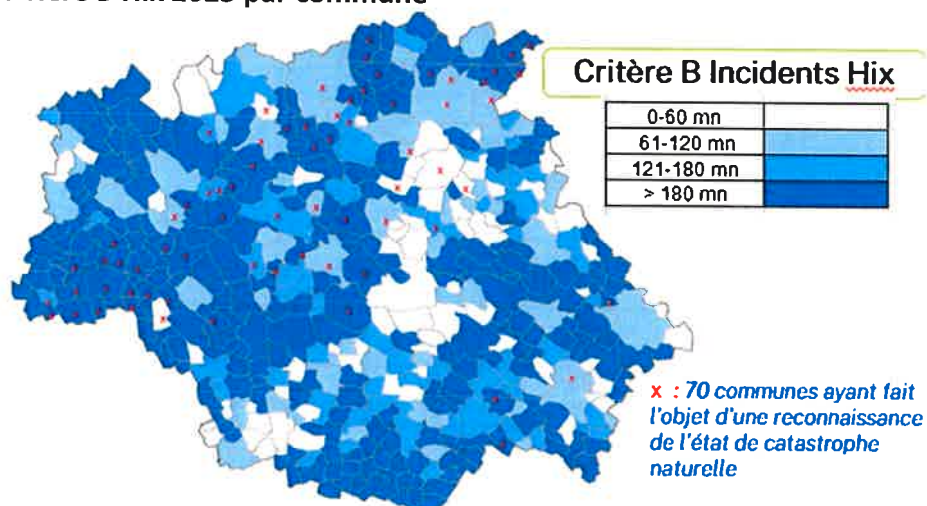 Critère B Incidents Hix
0-60 mn
61-120 mn
121-180 mn
> 180 mn
x : 70 communes ayant fait
l'objet d'une reconnaissance
de l'état de catastrophe
naturelle